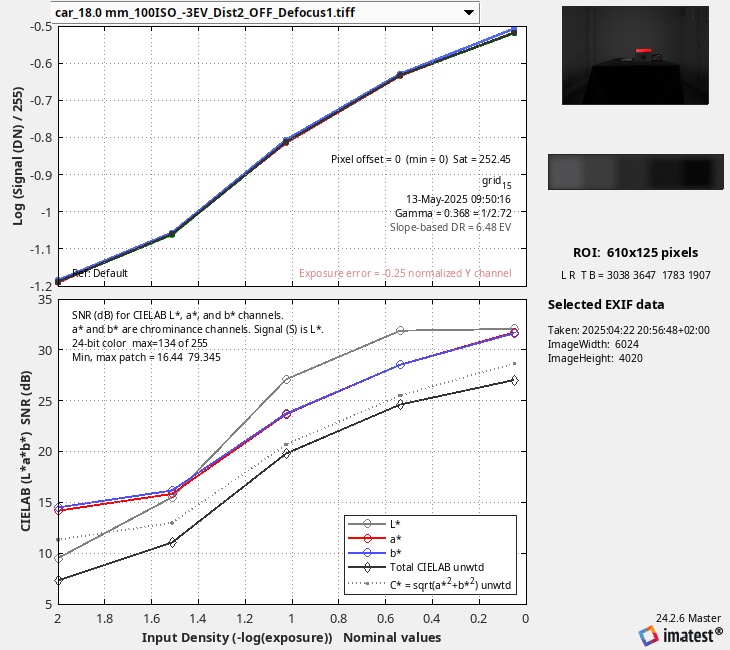 car_18.0 mm_100ISO_-3EV_Dist2_OFF_Defocus1.tiff
-0.5
-0.6
-0.7
-0.8
-0.9
-1
-1.1
-1.2
Log (Signal (DN) / 255)
Pixel offset = 0 (min = 0) Sat = 252.45
grid15
13-May-2025 09:50:16
Gamma = 0.368 = 1/2.72
Slope-based DR = 6.48 EV
Ref: Default
Exposure error = -0.25 normalized Y channel
ROI: 610x125 pixels
L R T B = 3038 3647 1783 1907
Selected EXIF data
Taken: 2025:04:22 20:56:48+02:00
ImageWidth: 6024
ImageHeight: 4020
35
30
25
20
15
10
5
CIELAB (L*a*b*) SNR (dB)
SNR (dB) for CIELAB L*, a*, and b* channels.
a* and b* are chrominance channels. Signal (S) is L*.
24-bit color max=134 of 255
Min, max patch = 16.44 79.345
L*
a*
b*
Total CIELAB unwtd
C* = sqrt(a*²+b*²) unwtd
2 1.8 1.6 1.4 1.2 1 0.8 0.6 0.4 0.2 0
Input Density (-log(exposure)) Nominal values
24.2.6 Master
imatest®